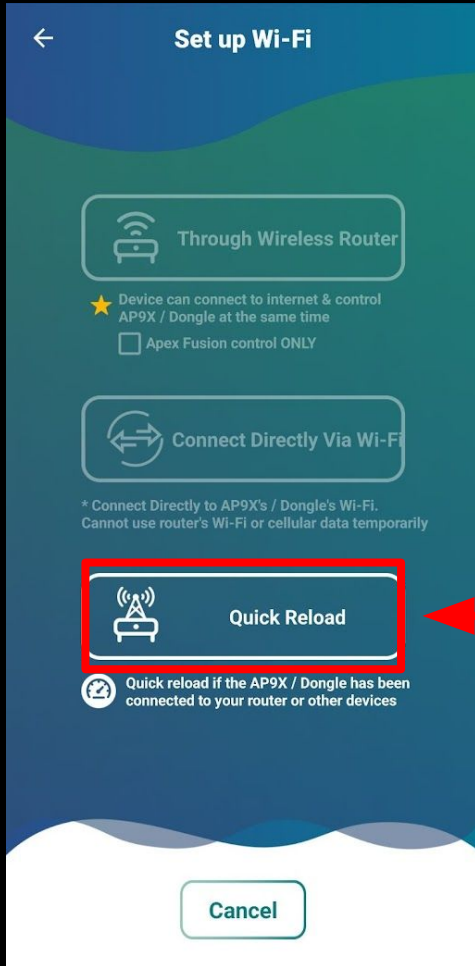 Set up Wi-Fi
Through Wireless Router
Device can connect to internet & control
AP9X / Dongle at the same time
Apex Fusion control ONLY
Connect Directly Via Wi-Fi
* Connect Directly to AP9X's / Dongle's Wi-Fi.
Cannot use router's Wi-Fi or cellular data temporarily
Quick Reload
Quick reload if the AP9X / Dongle has been
connected to your router or other devices
Cancel